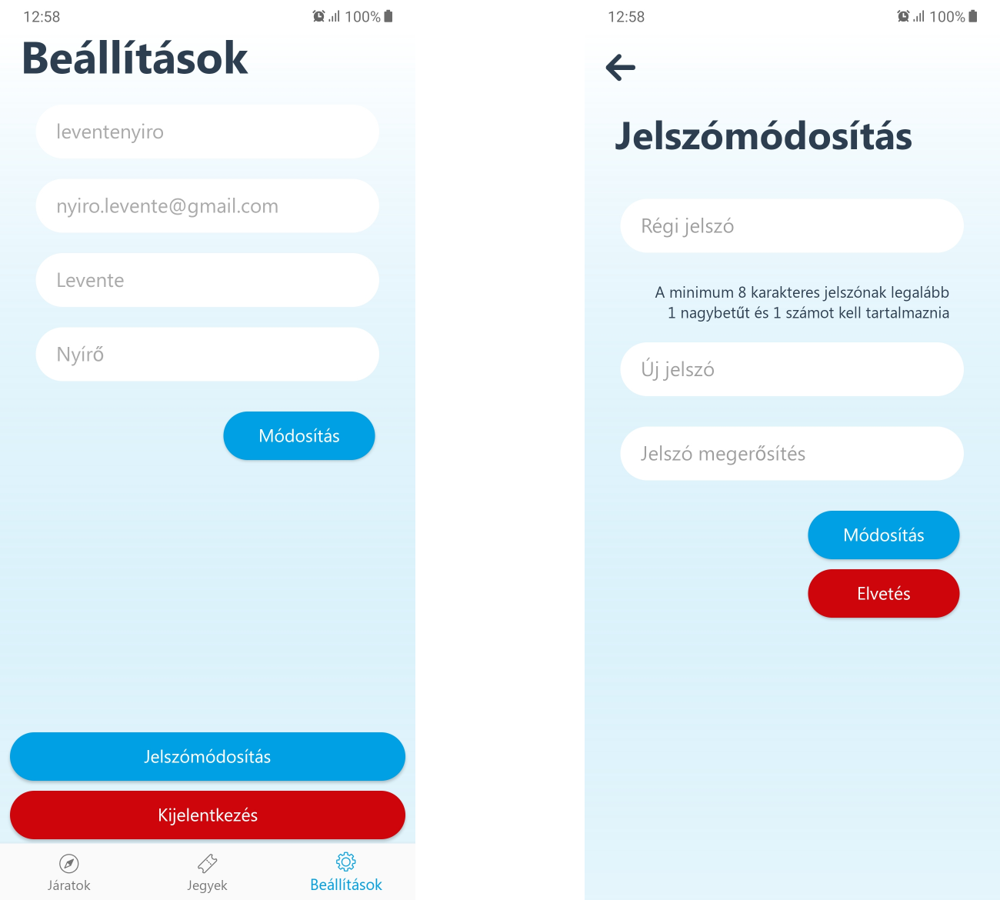 12:58 100%
Beállítások
leventenyiro
nyiro.levente@gmail.com
Levente
Nyírő
Módosítás
Jelszómódosítás
Kijelentkezés
Járatok Jegyek Beállítások
12:58 100%
Jelszómódosítás
Régi jelszó
A minimum 8 karakteres jelszónak legalább
1 nagybetűt és 1 számot kell tartalmaznia
Új jelszó
Jelszó megerősítés
Módosítás
Elvetés